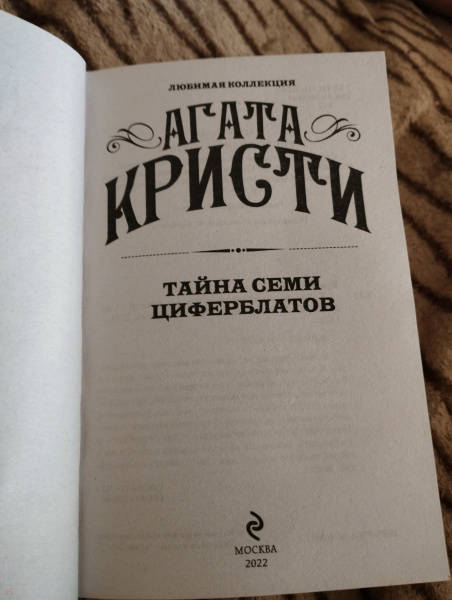 ЛЮБИМАЯ КОЛЛЕКЦИЯ
АГАТА
КРИСТИ
ТАЙНА СЕМИ
ЦИФЕРБЛАТОВ
МОСКВА
2022